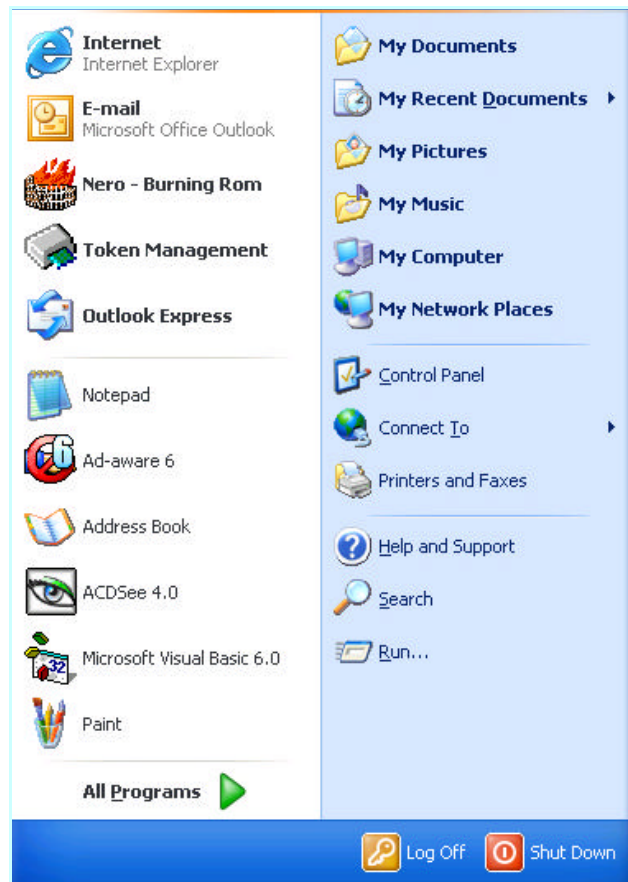 Internet
Internet Explorer
E-mail
Microsoft Office Outlook
Nero - Burning Rom
Token Management
Outlook Express
Notepad
6
Ad-aware 6
Address Book
ACDSee 4.0
32
Microsoft Visual Basic 6.0
Paint
All Programs
My Documents
My Recent Documents
My Pictures
My Music
My Computer
My Network Places
Control Panel
Connect To
Printers and Faxes
Help and Support
Search
Run...
Log Off
Shut Down